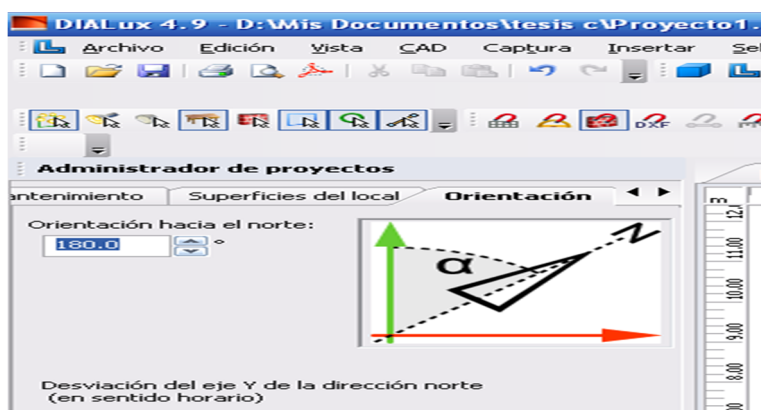 DIALux 4.9 - D:\Mis Documentos\tesis c\Proyecto1.
Archivo Edición Vista CAD Captura Insertar Sel
DXF
Administrador de proyectos
antenimiento Superficies del local Orientación
Orientación hacia el norte:
180.0 °
α
N
Desviación del eje Y de la dirección norte
(en sentido horario)
m
12.
11.00
10.00
9.00
8.00